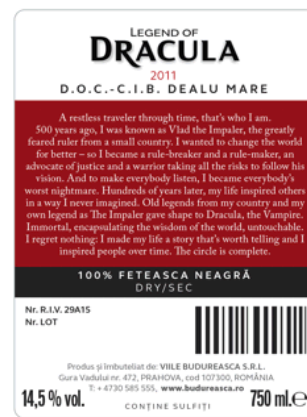 LEGEND OF
DRACULA
2011
D.O.C.-C.I.B. DEALU MARE
A restless traveler through time, that's who I am.
500 years ago, I was known as Vlad the Impaler, the greatly
feared ruler from a small country. I wanted to change the world
for better – so I became a rule-breaker and a rule-maker, an
advocate of justice and a warrior taking all the risks to follow his
vision. And to make everybody listen, I became everybody's
worst nightmare. Hundreds of years later, my life inspired others
in a way I never imagined. Old legends from my country and my
own legend as The Impaler gave shape to Dracula, the Vampire.
Immortal, encapsulating the wisdom of the world, untouchable.
I regret nothing: I made my life a story that's worth telling and I
inspired people over time. The circle is complete.
100% FETEASCA NEAGRĂ
DRY/SEC
Nr. R.I.V. 29A15
Nr. LOT
Produs și îmbuteliat de: VIILE BUDUREASCA S.R.L.
Gura Vadului nr. 472, PRAHOVA, cod 107300, ROMÂNIA
T: +4730 585 555, www.budureasca.ro
14,5 % vol.
750 ml.e
CONȚINE SULFIȚI